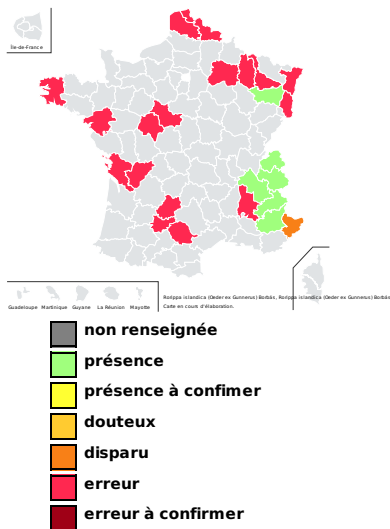 Île-de-France
Guadeloupe Martinique Guyane La Réunion Mayotte
Rorippa islandica (Oeder ex Gunnerus) Borbás, Rorippa islandica (Oeder ex Gunnerus) Borbás
Carte en cours d'élaboration.
non renseignée
présence
présence à confimer
douteux
disparu
erreur
erreur à confirmer